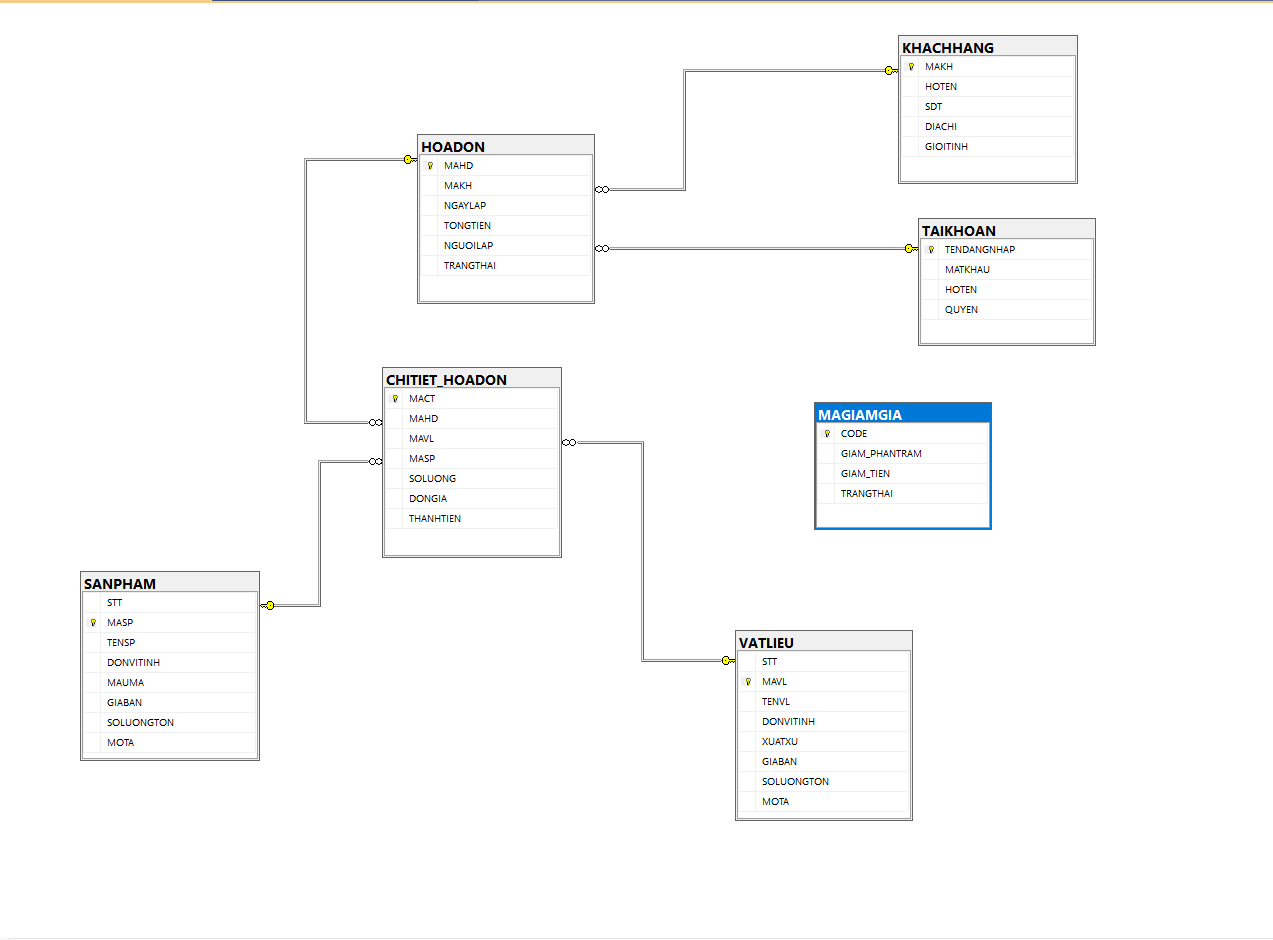 KHACHHANG
MAKH
HOTEN
SDT
DIACHI
GIOITINH
HOADON
MAHD
MAKH
NGAYLAP
TONGTIEN
NGUOILAP
TRANGTHAI
TAIKHOAN
TENDANGNHAP
MATKHAU
HOTEN
QUYEN
CHITIET_HOADON
MACT
MAHD
MAVL
MASP
SOLUONG
DONGIA
THANHTIEN
MAGIAMGIA
CODE
GIAM_PHANTRAM
GIAM_TIEN
TRANGTHAI
SANPHAM
STT
MASP
TENSP
DONVITINH
MAUMA
GIABAN
SOLUONGTON
MOTA
VATLIEU
STT
MAVL
TENVL
DONVITINH
XUATXU
GIABAN
SOLUONGTON
MOTA